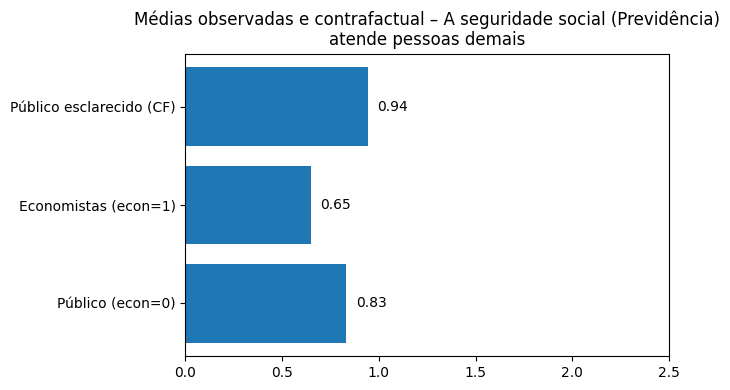 Médias observadas e contrafactual – A seguridade social (Previdência)
atende pessoas demais
Público esclarecido (CF)
0.94
Economistas (econ=1)
0.65
Público (econ=0)
0.83
0.0 0.5 1.0 1.5 2.0 2.5